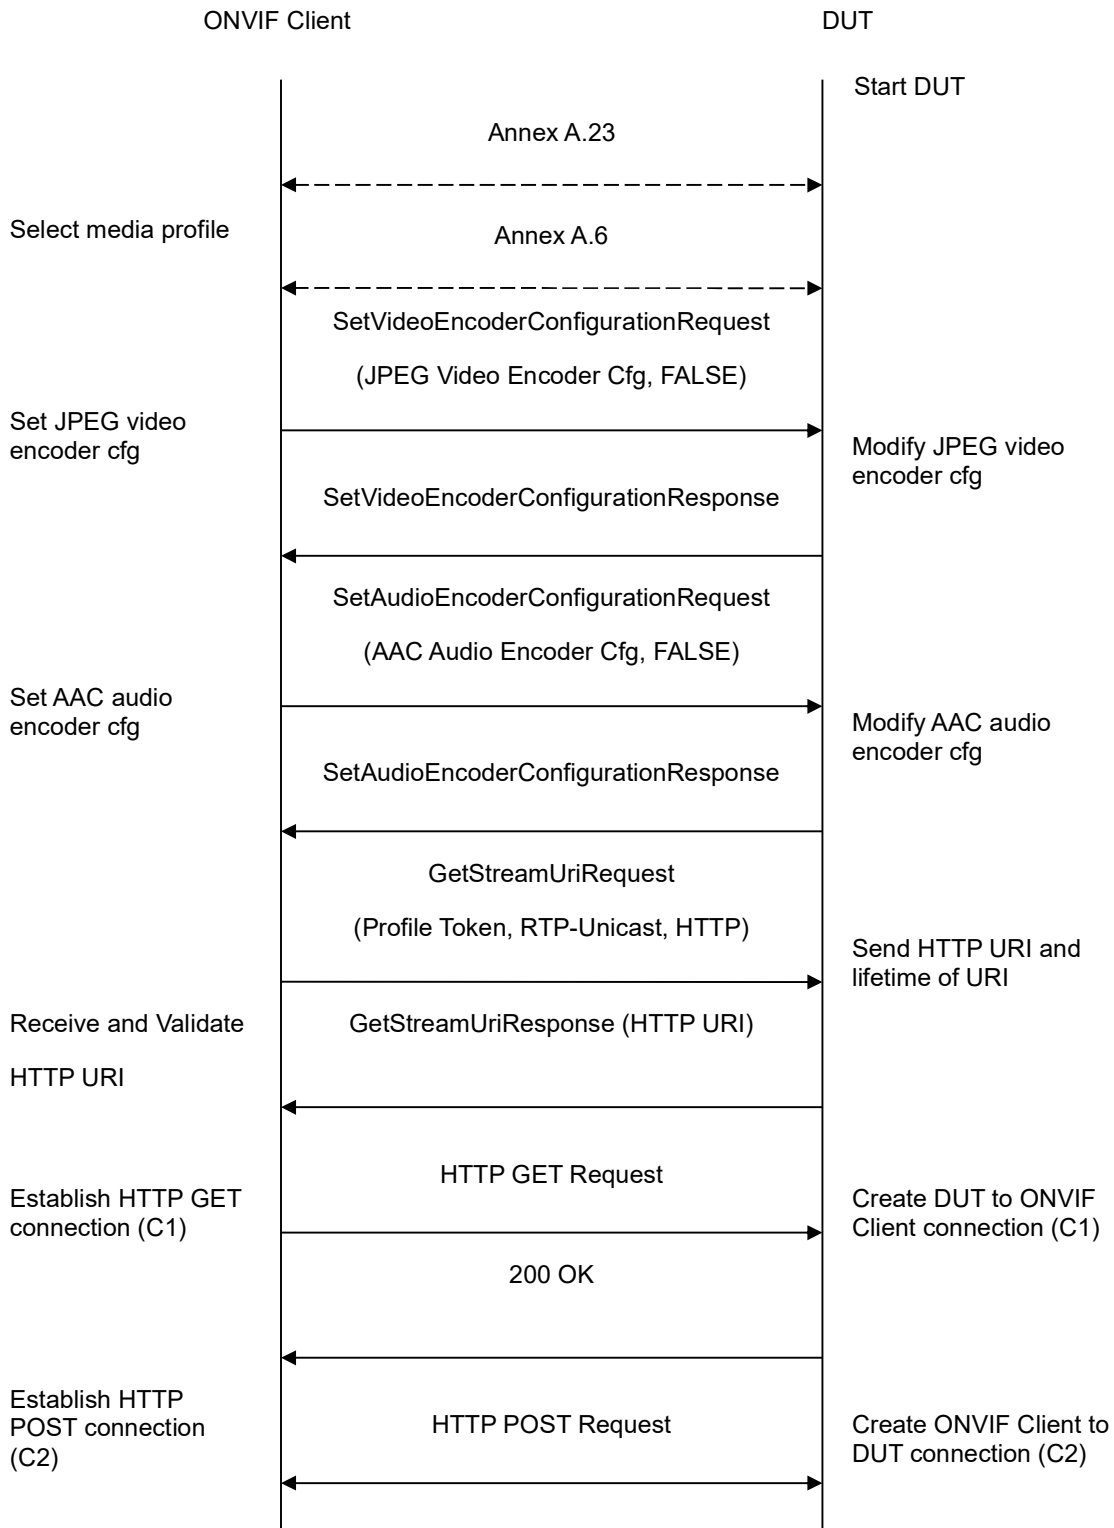 ONVIF Client
DUT
Start DUT
Annex A.23
Select media profile
Annex A.6
SetVideoEncoderConfigurationRequest
(JPEG Video Encoder Cfg, FALSE)
Set JPEG video
encoder cfg
Modify JPEG video
encoder cfg
SetVideoEncoderConfigurationResponse
SetAudioEncoderConfigurationRequest
(AAC Audio Encoder Cfg, FALSE)
Set AAC audio
encoder cfg
Modify AAC audio
encoder cfg
SetAudioEncoderConfigurationResponse
GetStreamUriRequest
(Profile Token, RTP-Unicast, HTTP)
Send HTTP URI and
lifetime of URI
Receive and Validate
HTTP URI
GetStreamUriResponse (HTTP URI)
HTTP GET Request
Establish HTTP GET
connection (C1)
Create DUT to ONVIF
Client connection (C1)
200 OK
Establish HTTP
POST connection
(C2)
HTTP POST Request
Create ONVIF Client to
DUT connection (C2)